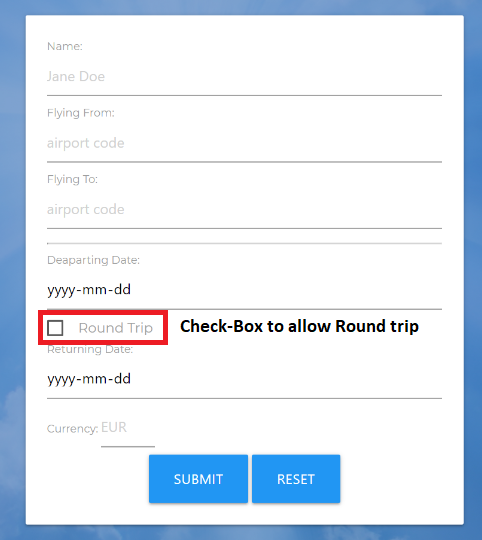 Name:
Jane Doe
Flying From:
airport code
Flying To:
airport code
Deaparting Date:
yyyy-mm-dd
Round Trip Check-Box to allow Round trip
Returning Date:
yyyy-mm-dd
Currency: EUR
SUBMIT RESET